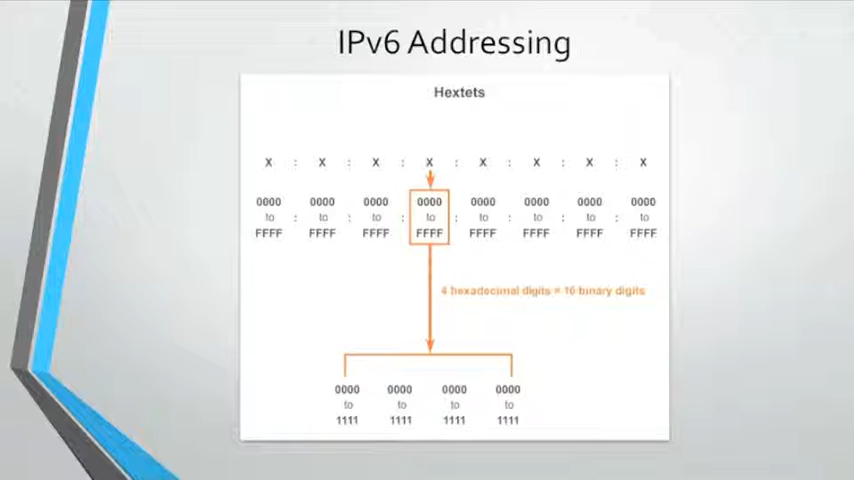 IPv6 Addressing
Hextets
X : X : X : X : X : X : X : X
0000 0000 0000 0000 0000 0000 0000 0000
to : to : to : to : to : to : to : to
FFFF FFFF FFFF FFFF FFFF FFFF FFFF FFFF
4 hexadecimal digits = 16 binary digits
0000 0000 0000 0000
to to to to
1111 1111 1111 1111